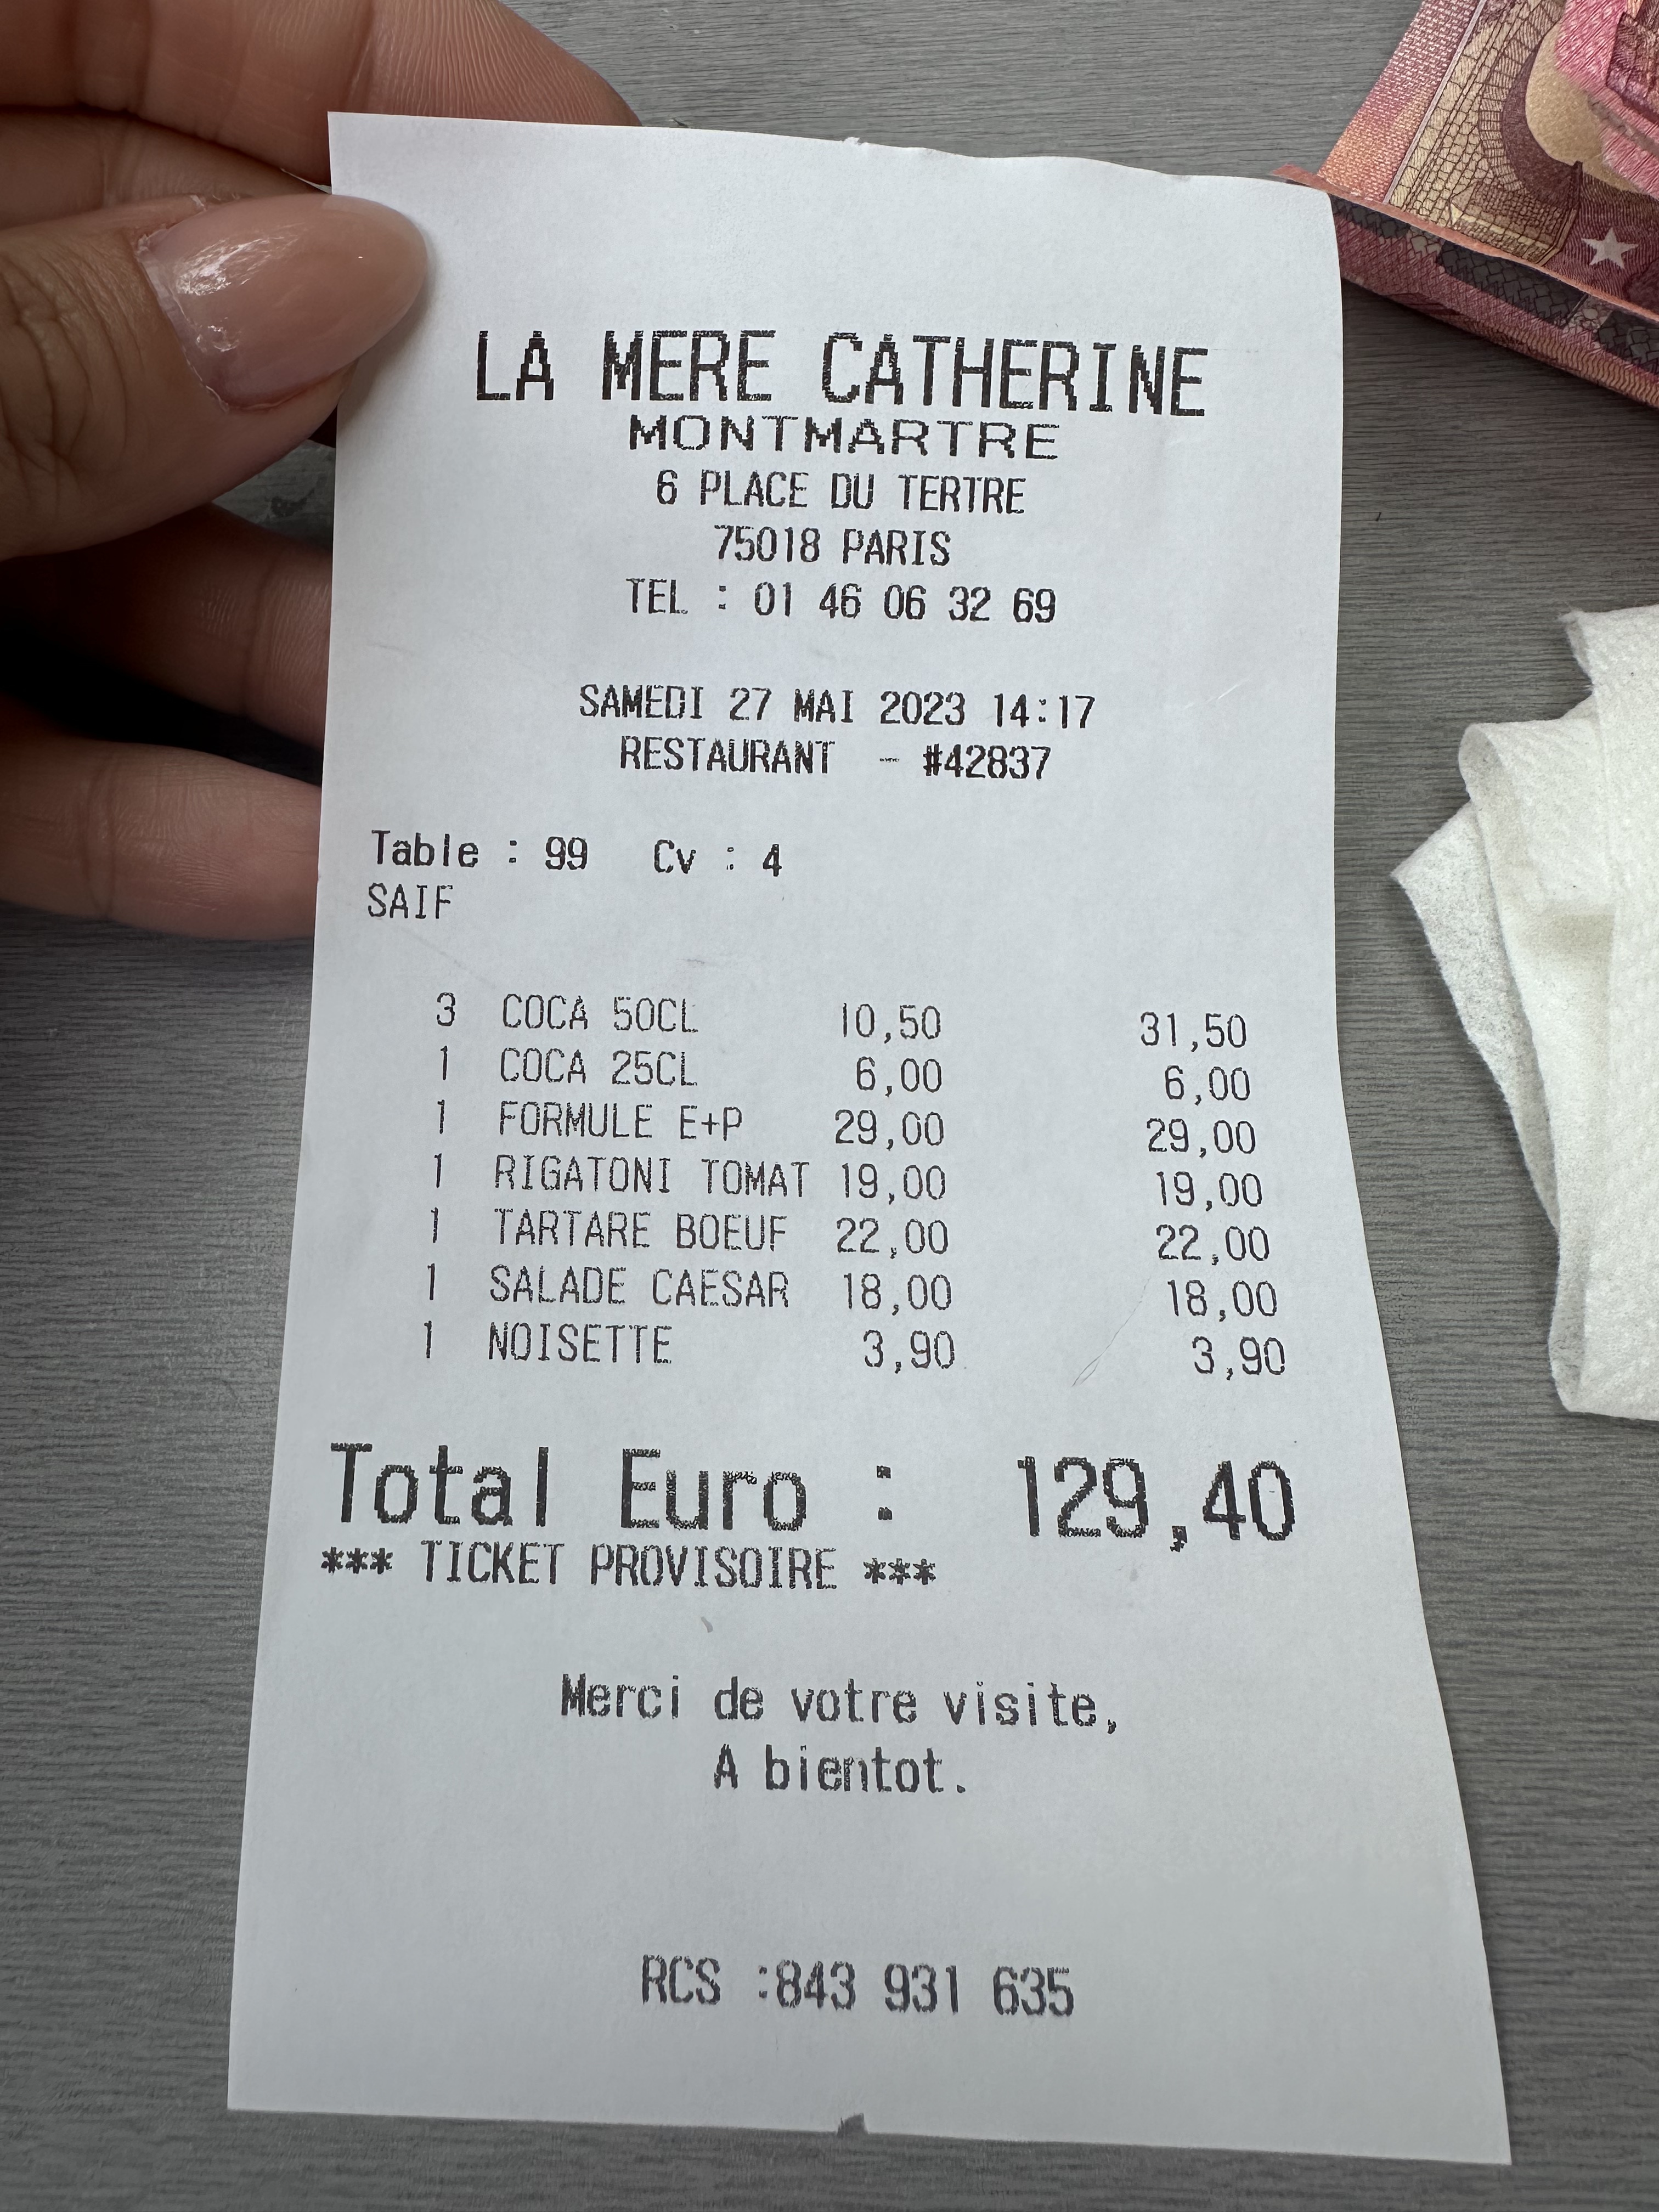 LA MERE CATHERINE
MONTMARTRE
6 PLACE DU TERTRE
75018 PARIS
TEL : 01 46 06 32 69
SAMEDI 27 MAI 2023 14:17
RESTAURANT - #42837
Table : 99 Cv : 4
SAIF
3 COCA 50CL 10,50 31,50
1 COCA 25CL 6,00 6,00
1 FORMULE E+P 29,00 29,00
1 RIGATONI TOMAT 19,00 19,00
1 TARTARE BOEUF 22,00 22,00
1 SALADE CAESAR 18,00 18,00
1 NOISETTE 3,90 3,90
Total Euro : 129,40
*** TICKET PROVISOIRE ***
Merci de votre visite,
A bientot.
RCS :843 931 635